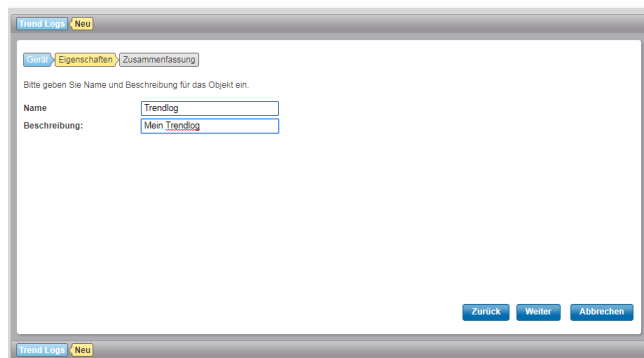 Trend Logs Neu
Gerät Eigenschaften Zusammenfassung
Bitte geben Sie Name und Beschreibung für das Objekt ein.
Name Trendlog
Beschreibung: Mein Trendlog
Zurück Weiter Abbrechen
Trend Logs Neu